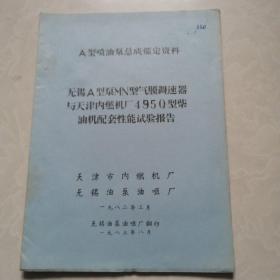 A型喷油泵总成鉴定资料
无锡A型泵MN型气膜调速器
与天津内燃机厂495Q型柴
油机配套性能试验报告
天津市内燃机厂
无锡油泵油咀厂
一九八二年三月
无锡油泵油咀厂翻印
一九八三年八月